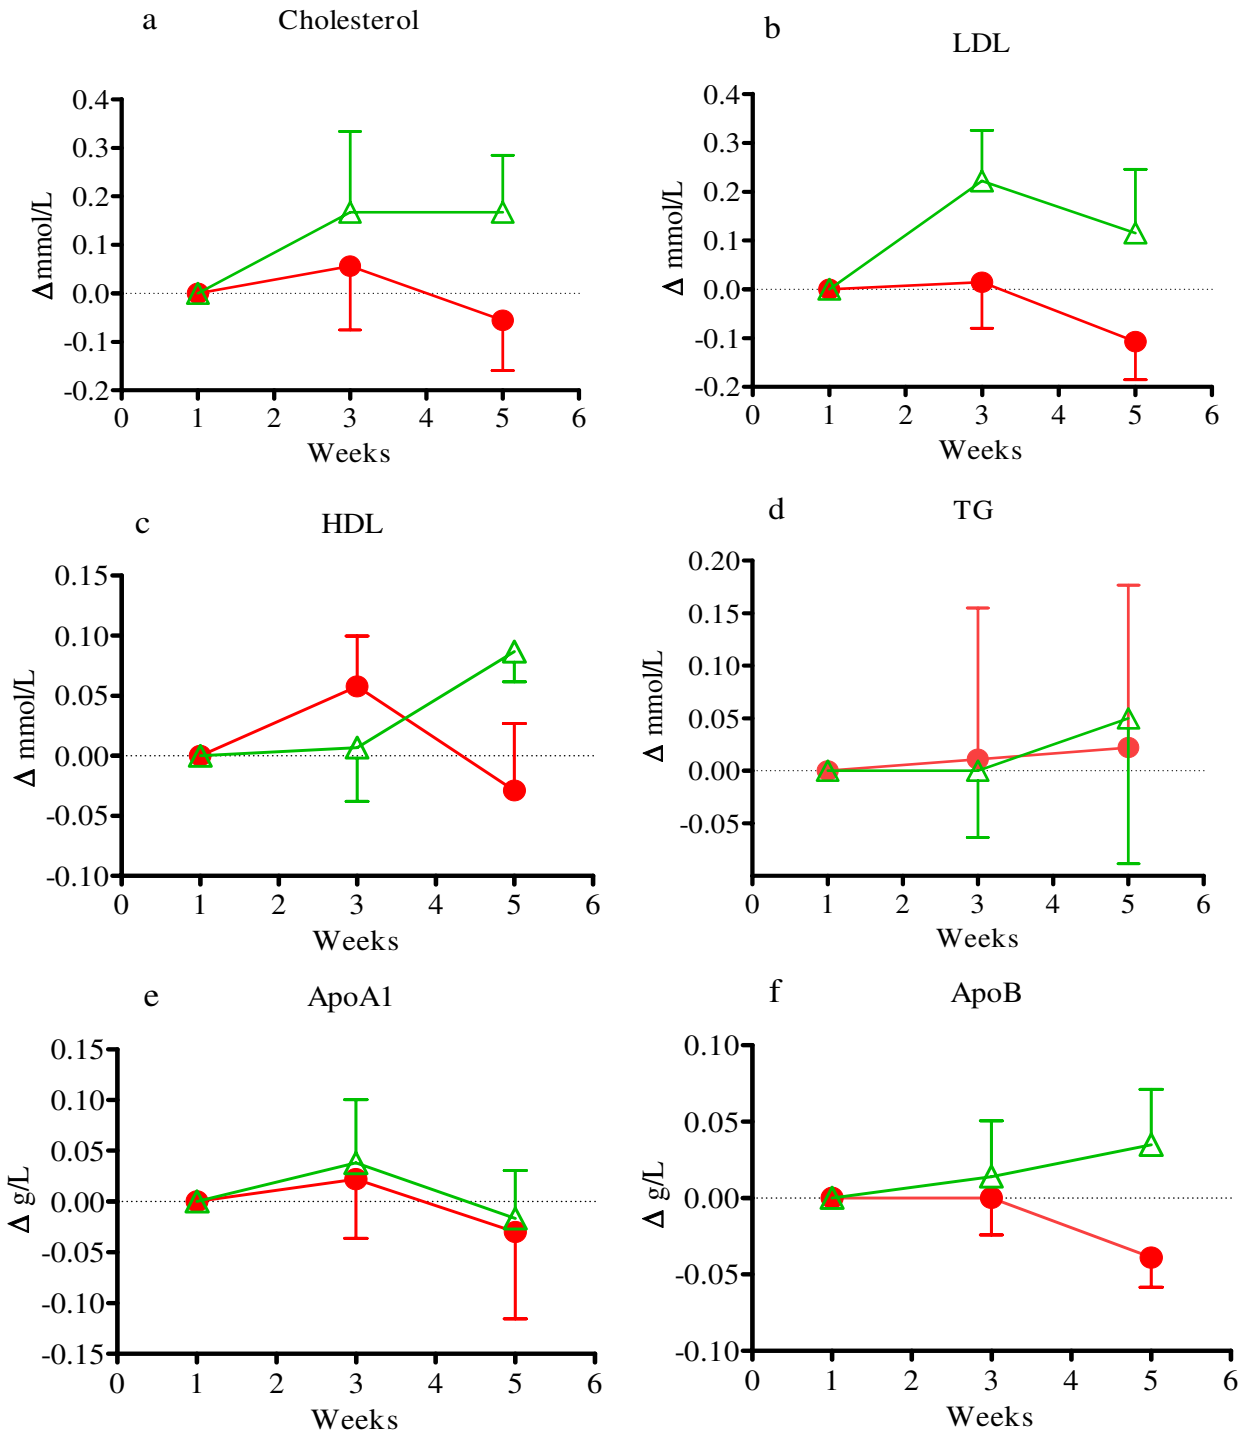 a Cholesterol
0.4
0.3
0.2
0.1
0.0
-0.1
-0.2
Δmmol/L
0 1 2 3 4 5 6
Weeks
b LDL
0.4
0.3
0.2
0.1
0.0
-0.1
-0.2
Δ mmol/L
0 1 2 3 4 5 6
Weeks
c HDL
0.15
0.10
0.05
0.00
-0.05
-0.10
Δ mmol/L
0 1 2 3 4 5 6
Weeks
d TG
0.20
0.15
0.10
0.05
0.00
-0.05
Δ mmol/L
0 1 2 3 4 5 6
Weeks
e ApoA1
0.15
0.10
0.05
0.00
-0.05
-0.10
-0.15
Δ g/L
0 1 2 3 4 5 6
Weeks
f ApoB
0.10
0.05
0.00
-0.05
-0.10
Δ g/L
0 1 2 3 4 5 6
Weeks